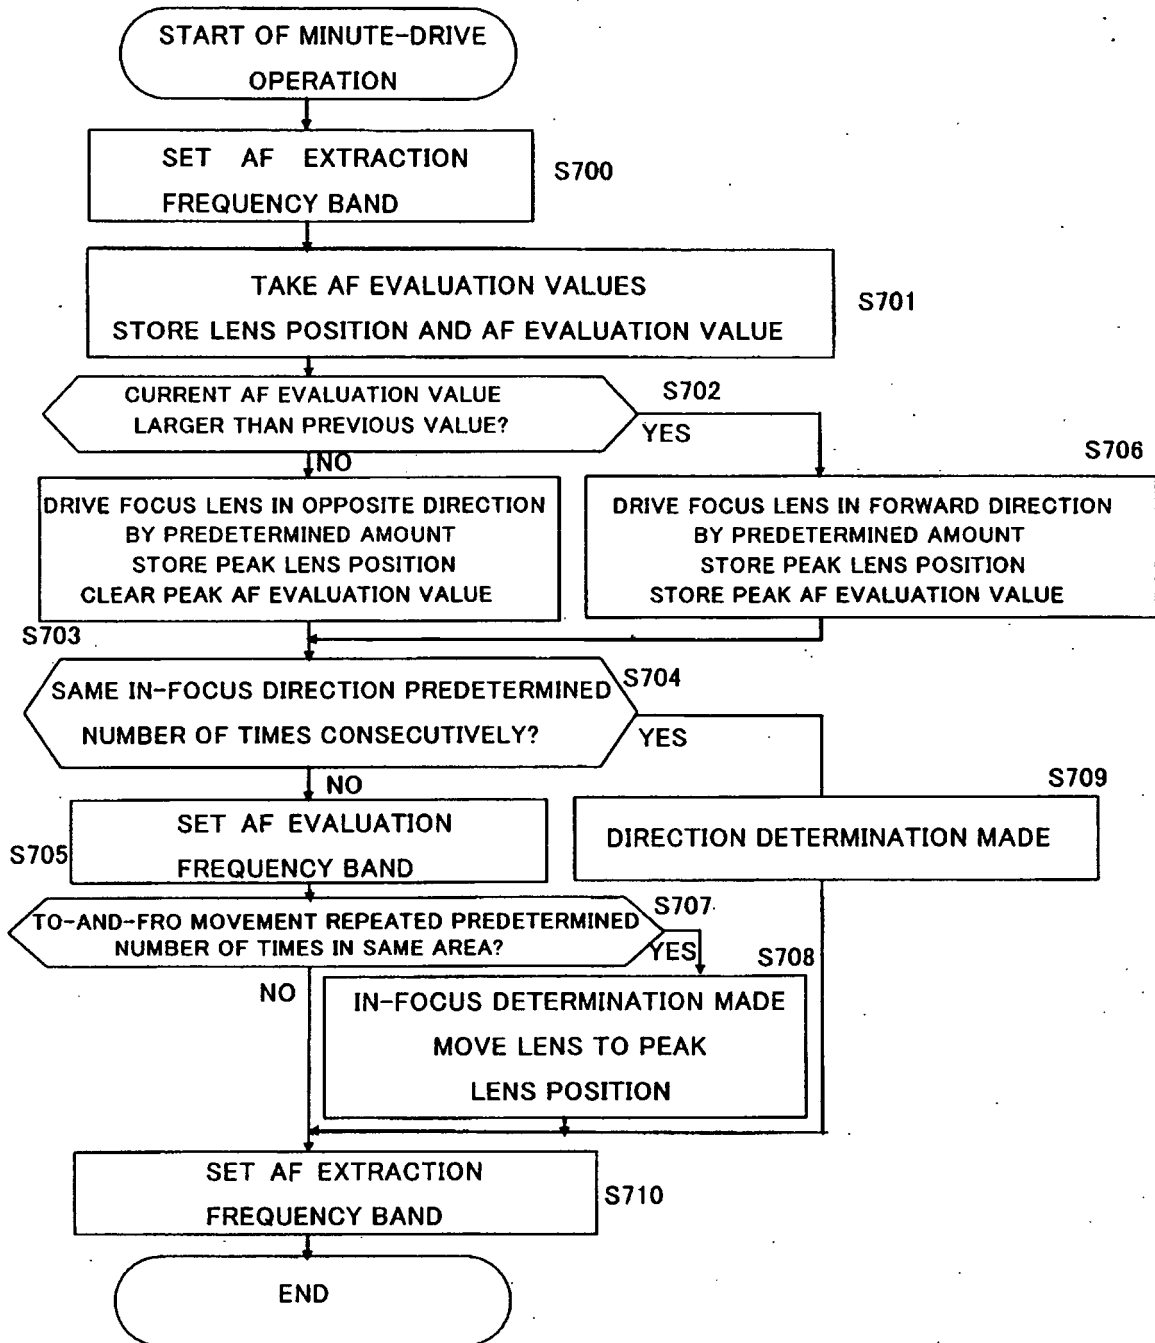 START OF MINUTE-DRIVE
OPERATION
SET AF EXTRACTION
FREQUENCY BAND
S700
TAKE AF EVALUATION VALUES
STORE LENS POSITION AND AF EVALUATION VALUE
S701
CURRENT AF EVALUATION VALUE
LARGER THAN PREVIOUS VALUE?
S702
YES
NO
S706
DRIVE FOCUS LENS IN OPPOSITE DIRECTION
BY PREDETERMINED AMOUNT
STORE PEAK LENS POSITION
CLEAR PEAK AF EVALUATION VALUE
S703
DRIVE FOCUS LENS IN FORWARD DIRECTION
BY PREDETERMINED AMOUNT
STORE PEAK LENS POSITION
STORE PEAK AF EVALUATION VALUE
SAME IN-FOCUS DIRECTION PREDETERMINED
NUMBER OF TIMES CONSECUTIVELY?
S704
YES
NO
S709
SET AF EVALUATION
FREQUENCY BAND
S705
DIRECTION DETERMINATION MADE
TO-AND-FRO MOVEMENT REPEATED PREDETERMINED
NUMBER OF TIMES IN SAME AREA?
S707
YES
NO
S708
IN-FOCUS DETERMINATION MADE
MOVE LENS TO PEAK
LENS POSITION
SET AF EXTRACTION
FREQUENCY BAND
S710
END